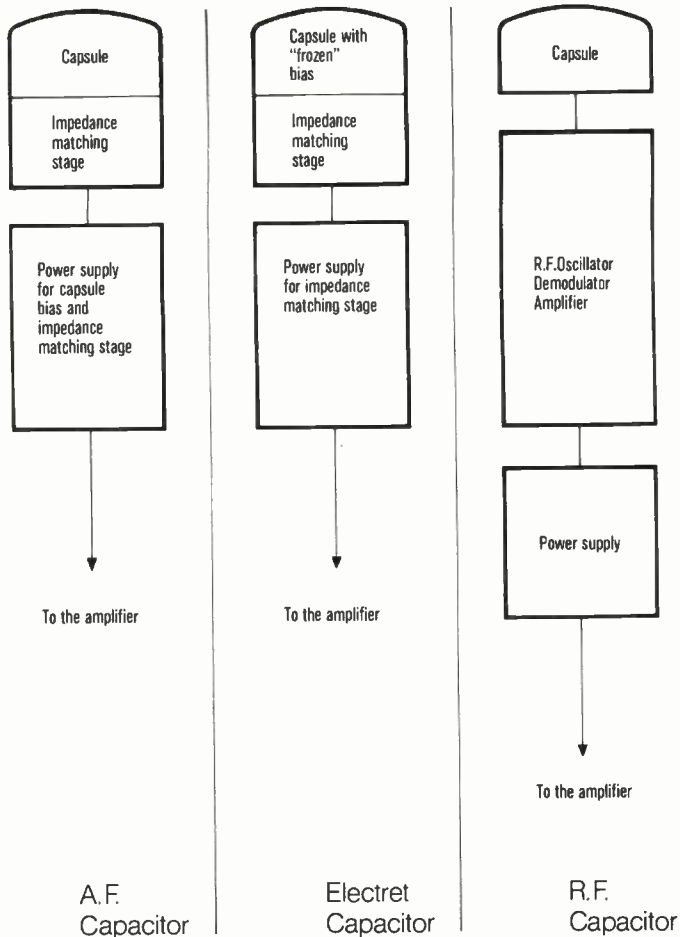 Capsule
Impedance
matching
stage
Power supply
for capsule
bias and
impedance
matching stage
To the amplifier
A.F.
Capacitor
Capsule with
"frozen"
bias
Impedance
matching
stage
Power supply
for impedance
matching stage
To the amplifier
Electret
Capacitor
Capsule
R.F.Oscillator
Demodulator
Amplifier
Power supply
To the amplifier
R.F.
Capacitor